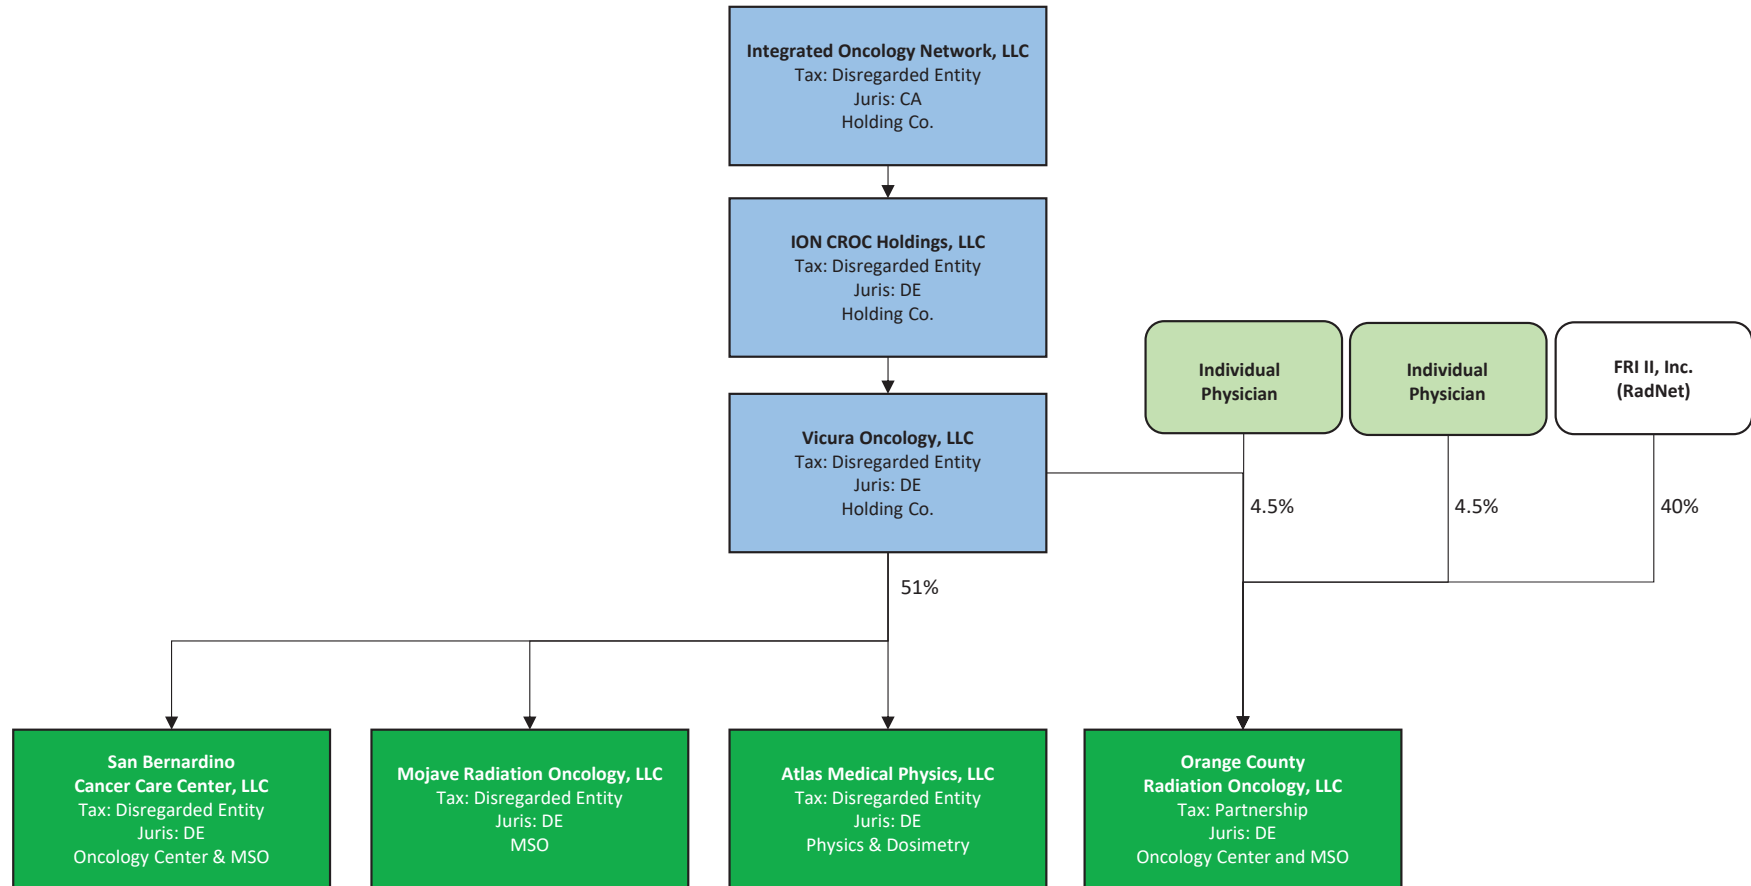 Integrated Oncology Network, LLC
Tax: Disregarded Entity
Juris: CA
Holding Co.
ION CROC Holdings, LLC
Tax: Disregarded Entity
Juris: DE
Holding Co.
Individual
Physician
Individual
Physician
FRI II, Inc.
(RadNet)
Vicura Oncology, LLC
Tax: Disregarded Entity
Juris: DE
Holding Co.
4.5%
4.5%
40%
51%
San Bernardino
Cancer Care Center, LLC
Tax: Disregarded Entity
Juris: DE
Oncology Center & MSO
Mojave Radiation Oncology, LLC
Tax: Disregarded Entity
Juris: DE
MSO
Atlas Medical Physics, LLC
Tax: Disregarded Entity
Juris: DE
Physics & Dosimetry
Orange County
Radiation Oncology, LLC
Tax: Partnership
Juris: DE
Oncology Center and MSO